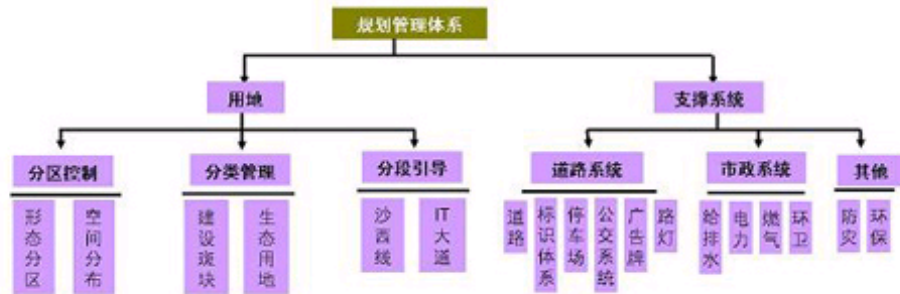 规划管理体系
用地
支撑系统
分区控制
分类管理
分段引导
道路系统
市政系统
其他
形态分区
空间分布
建设斑块
生态用地
沙西线
IT大道
道路
标识体系
停车场
公交系统
广告牌
路灯
给排水
电力
燃气
环卫
防灾
环保